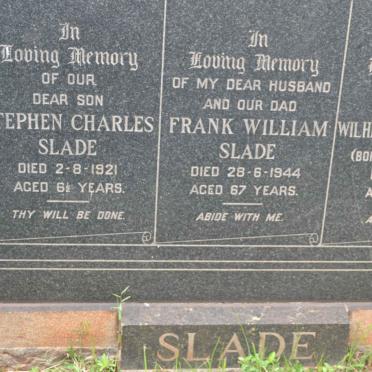 In
Loving Memory
OF OUR
DEAR SON
STEPHEN CHARLES
SLADE
DIED 2-8-1921
AGED 6½ YEARS.
THY WILL BE DONE.
In
Loving Memory
OF MY DEAR HUSBAND
AND OUR DAD
FRANK WILLIAM
SLADE
DIED 28-6-1944
AGED 67 YEARS.
ABIDE WITH ME.
SLADE